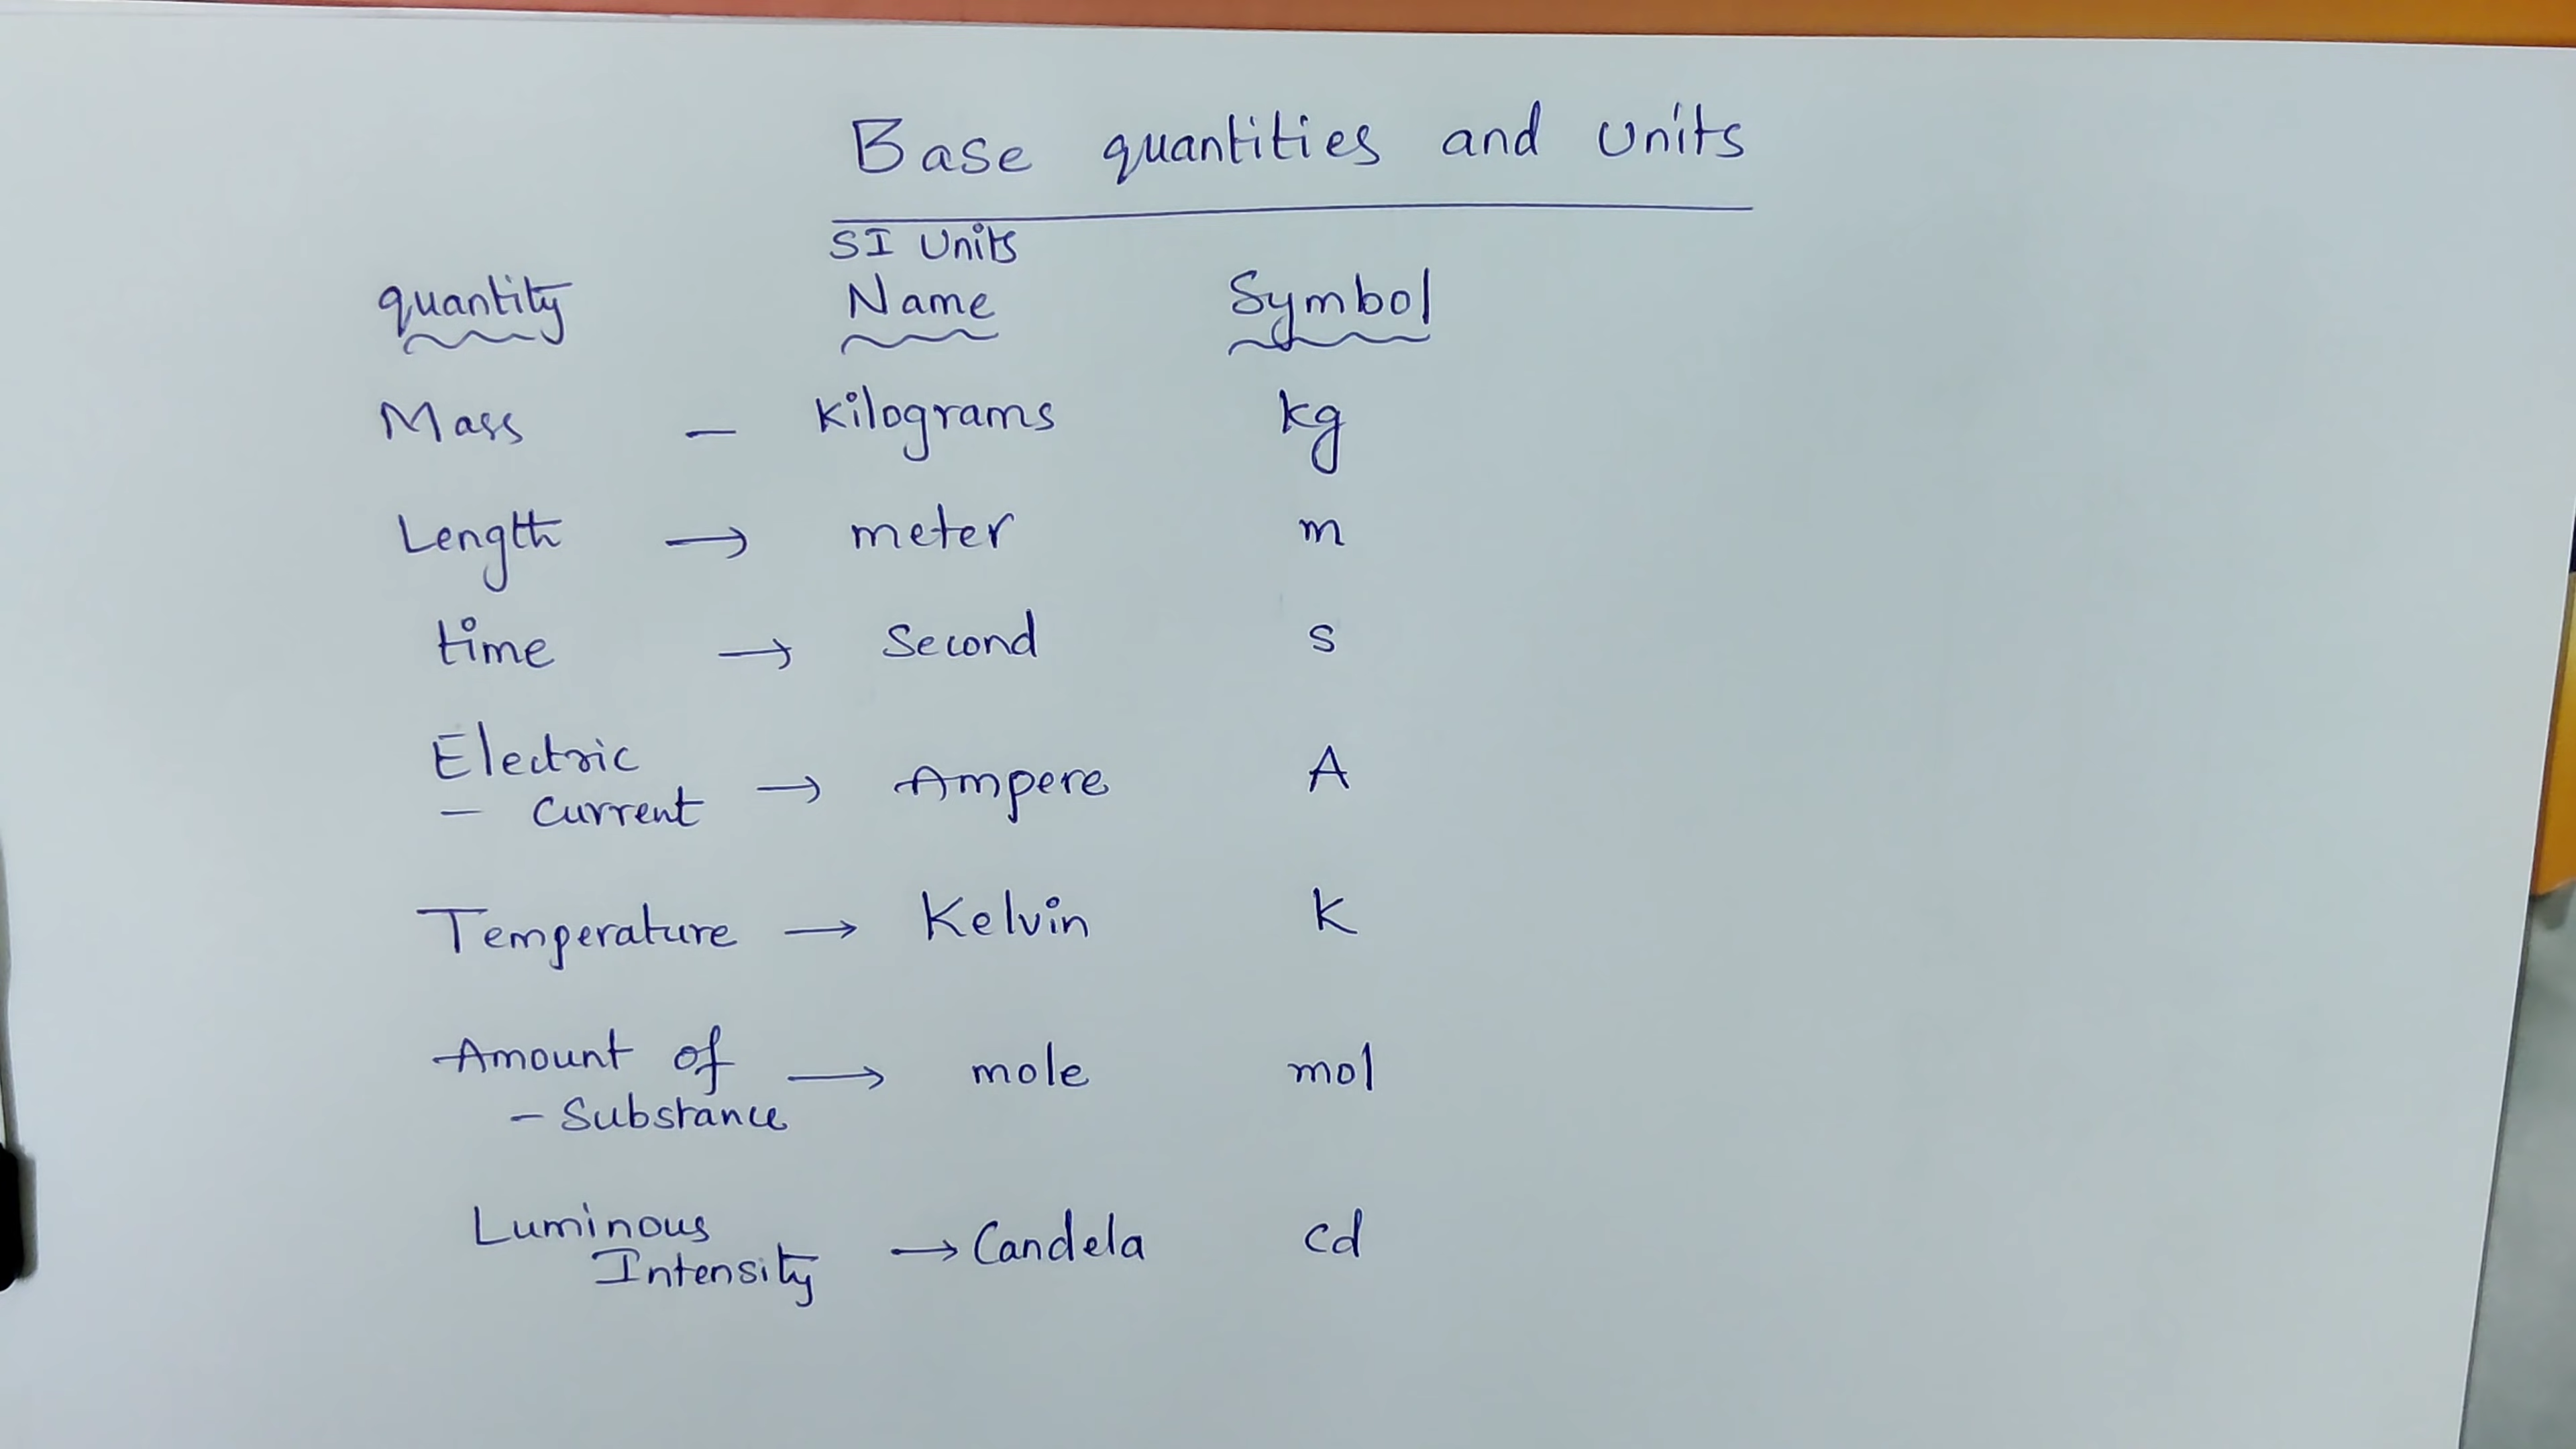 Base quantities and units
SI Units
quantity Name Symbol
Mass – kilograms kg
Length → meter m
time → Second s
Electric
– Current → Ampere A
Temperature → Kelvin K
Amount of → mole mol
– Substance
Luminous
Intensity → Candela cd